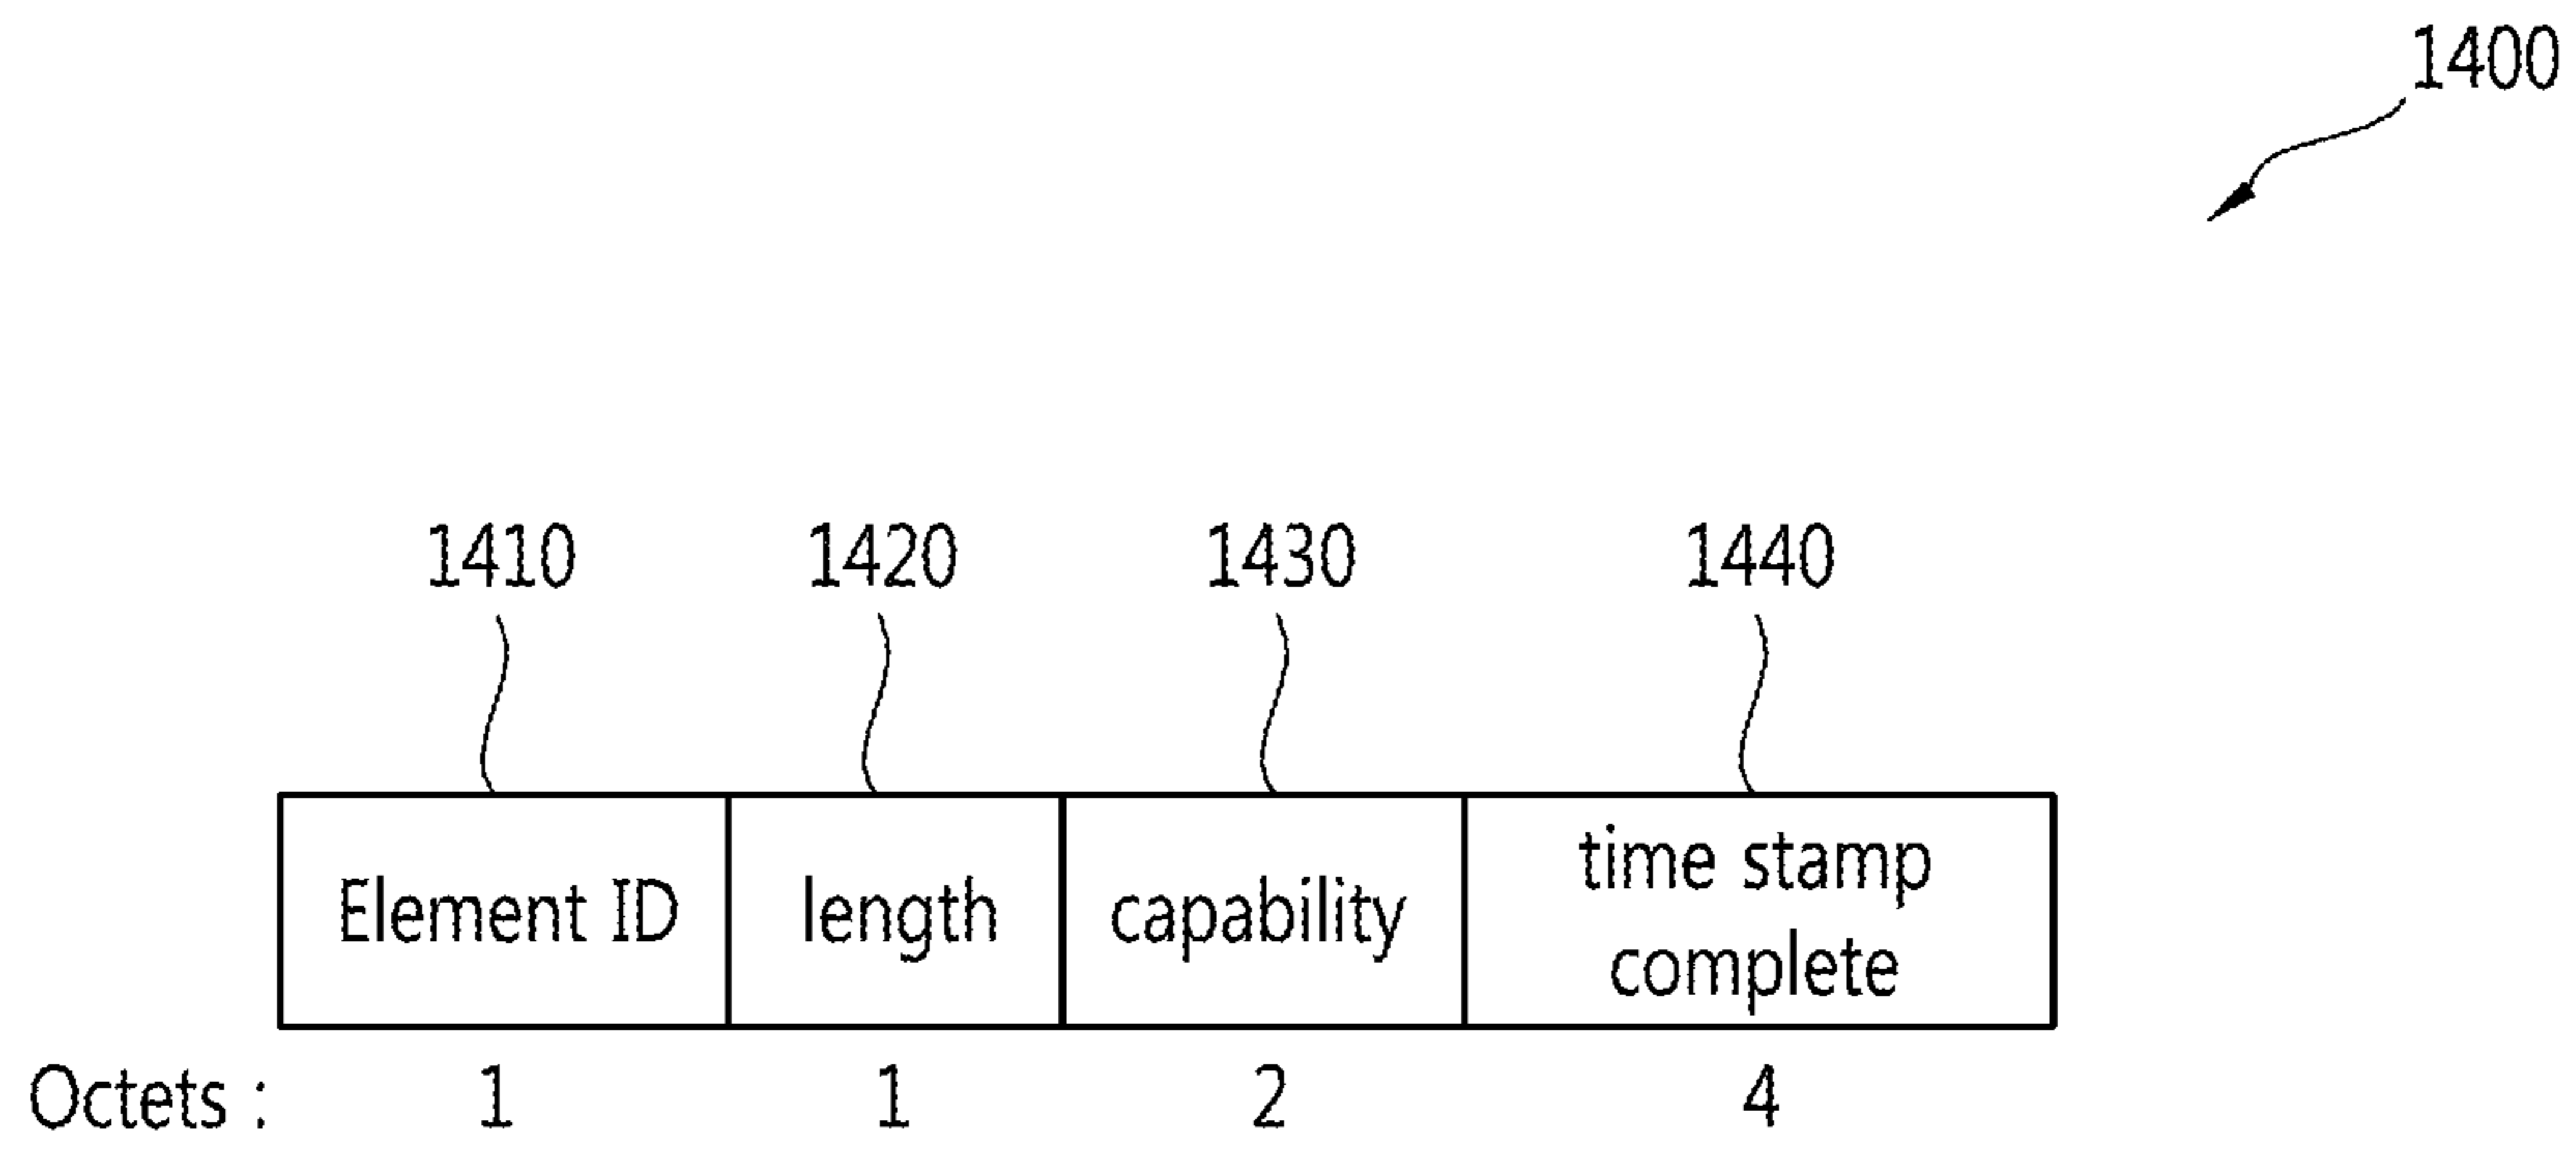 1400
1410 1420 1430 1440
Element ID length capability time stamp
complete
Octets : 1 1 2 4